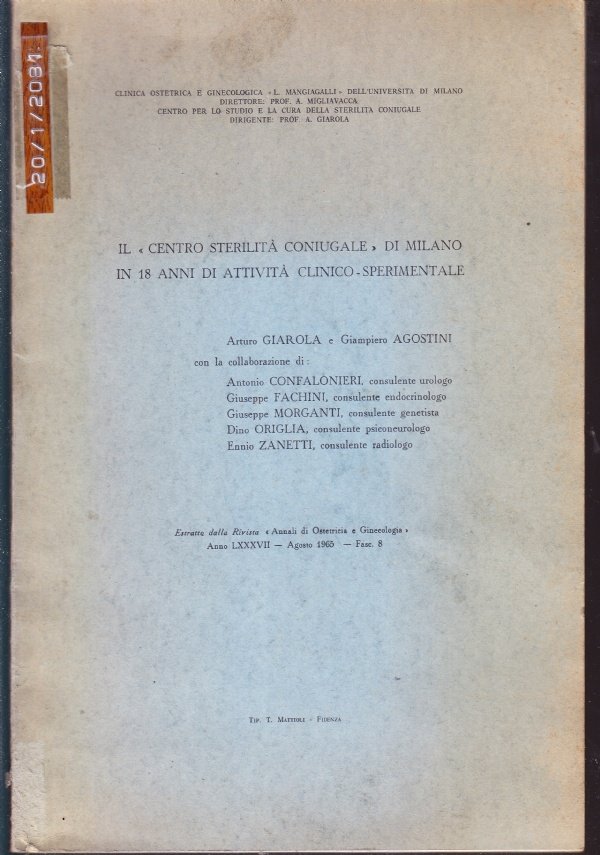 20/1/2081
CLINICA OSTETRICA E GINECOLOGICA «L. MANGIAGALLI» DELL'UNIVERSITA DI MILANO
DIRETTORE: PROF. A. MIGLIAVACCA
CENTRO PER LO STUDIO E LA CURA DELLA STERILITA CONIUGALE
DIRIGENTE: PROF. A. GIAROLA
IL « CENTRO STERILITÀ CONIUGALE » DI MILANO
IN 18 ANNI DI ATTIVITÀ CLINICO-SPERIMENTALE
Arturo GIAROLA e Giampiero AGOSTINI
con la collaborazione di:
Antonio CONFALONIERI, consulente urologo
Giuseppe FACHINI, consulente endocrinologo
Giuseppe MORGANTI, consulente genetista
Dino ORIGLIA, consulente psiconeurologo
Ennio ZANETTI, consulente radiologo
Estratto dalla Rivista «Annali di Ostetricia e Ginecologia»
Anno LXXXVII — Agosto 1965 — Fasc. 8
TIP. T. MATTIOLI - FIDENZA